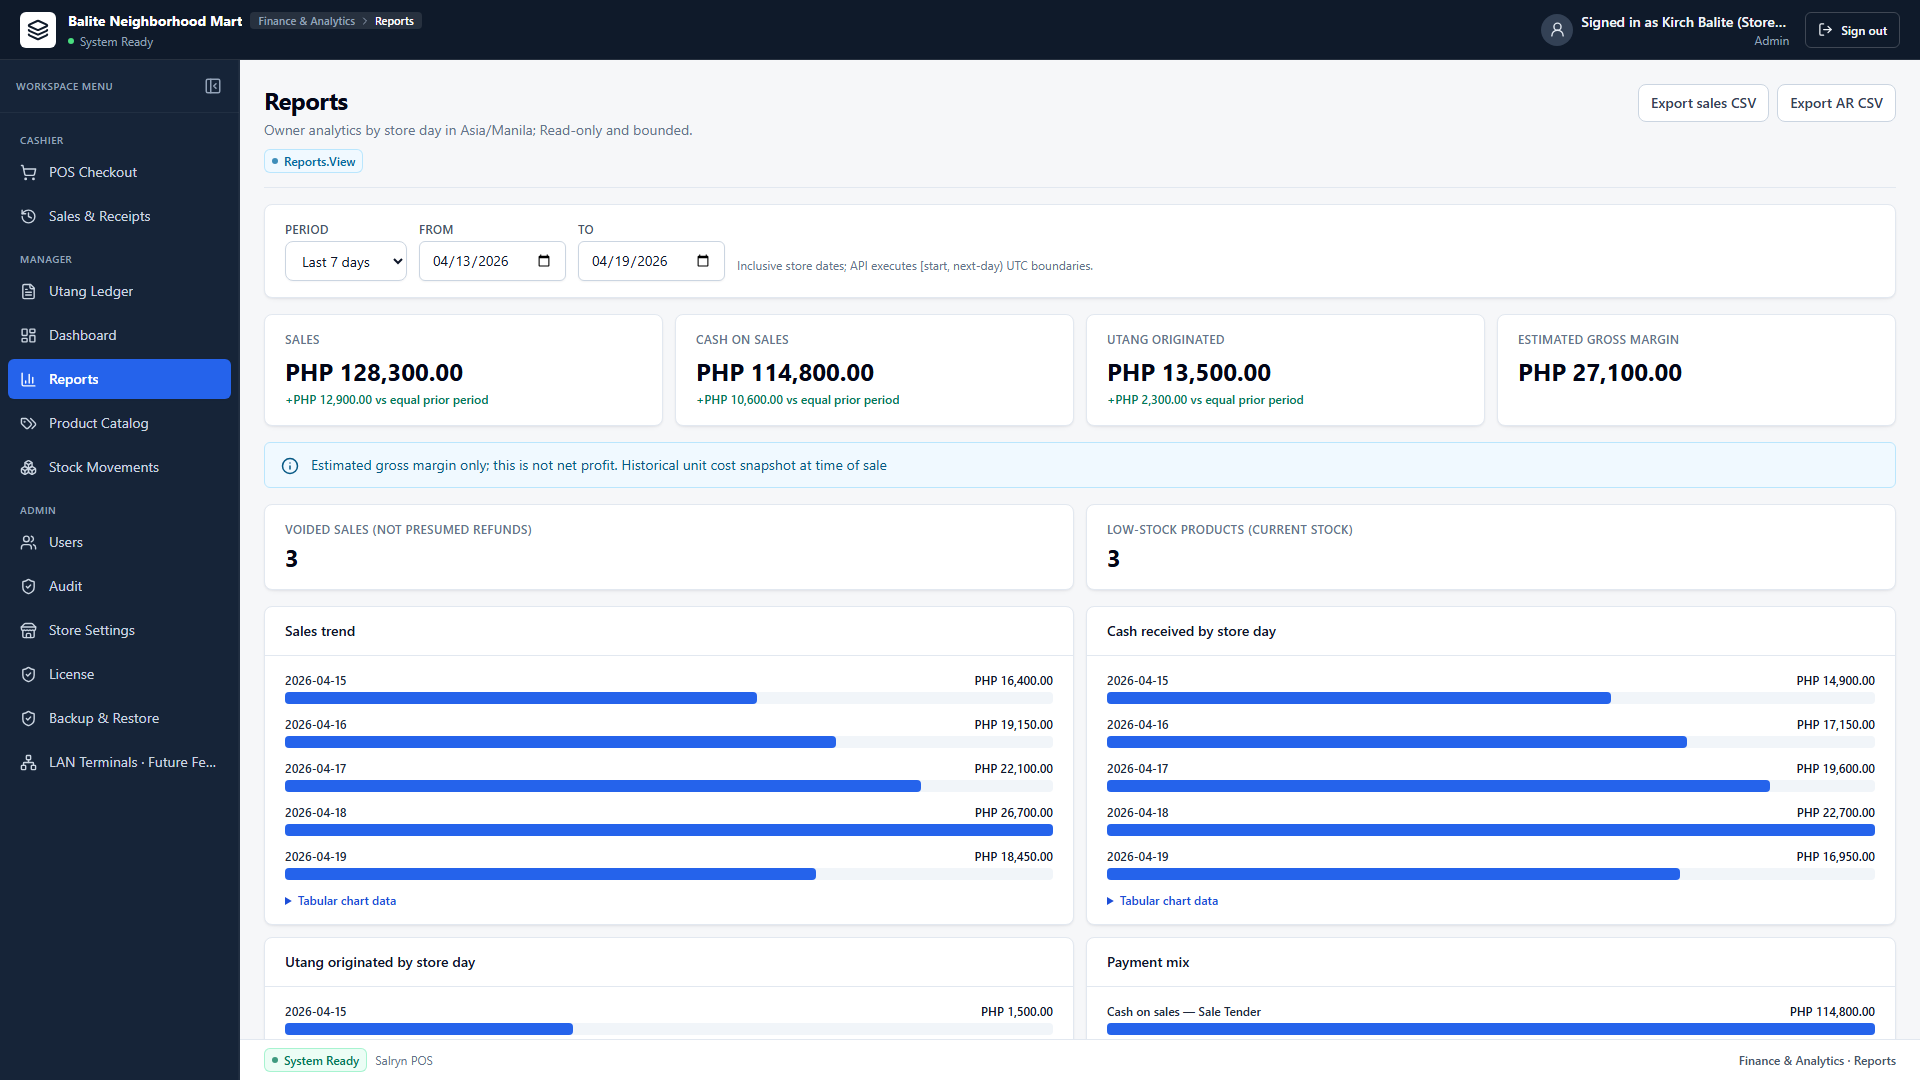 Balite Neighborhood Mart
Finance & Analytics > Reports
System Ready
Signed in as Kirch Balite (Store...
Admin
Sign out
WORKSPACE MENU
CASHIER
POS Checkout
Sales & Receipts
MANAGER
Utang Ledger
Dashboard
Reports
Product Catalog
Stock Movements
ADMIN
Users
Audit
Store Settings
License
Backup & Restore
LAN Terminals · Future Fe...
Reports
Owner analytics by store day in Asia/Manila; Read-only and bounded.
Reports.View
Export sales CSV
Export AR CSV
PERIOD
Last 7 days
FROM
04/13/2026
TO
04/19/2026
Inclusive store dates; API executes [start, next-day) UTC boundaries.
SALES
PHP 128,300.00
+PHP 12,900.00 vs equal prior period
CASH ON SALES
PHP 114,800.00
+PHP 10,600.00 vs equal prior period
UTANG ORIGINATED
PHP 13,500.00
+PHP 2,300.00 vs equal prior period
ESTIMATED GROSS MARGIN
PHP 27,100.00
Estimated gross margin only; this is not net profit. Historical unit cost snapshot at time of sale
VOIDED SALES (NOT PRESUMED REFUNDS)
3
LOW-STOCK PRODUCTS (CURRENT STOCK)
3
Sales trend
2026-04-15 PHP 16,400.00
2026-04-16 PHP 19,150.00
2026-04-17 PHP 22,100.00
2026-04-18 PHP 26,700.00
2026-04-19 PHP 18,450.00
Tabular chart data
Cash received by store day
2026-04-15 PHP 14,900.00
2026-04-16 PHP 17,150.00
2026-04-17 PHP 19,600.00
2026-04-18 PHP 22,700.00
2026-04-19 PHP 16,950.00
Tabular chart data
Utang originated by store day
2026-04-15 PHP 1,500.00
Payment mix
Cash on sales — Sale Tender PHP 114,800.00
System Ready
Salryn POS
Finance & Analytics · Reports